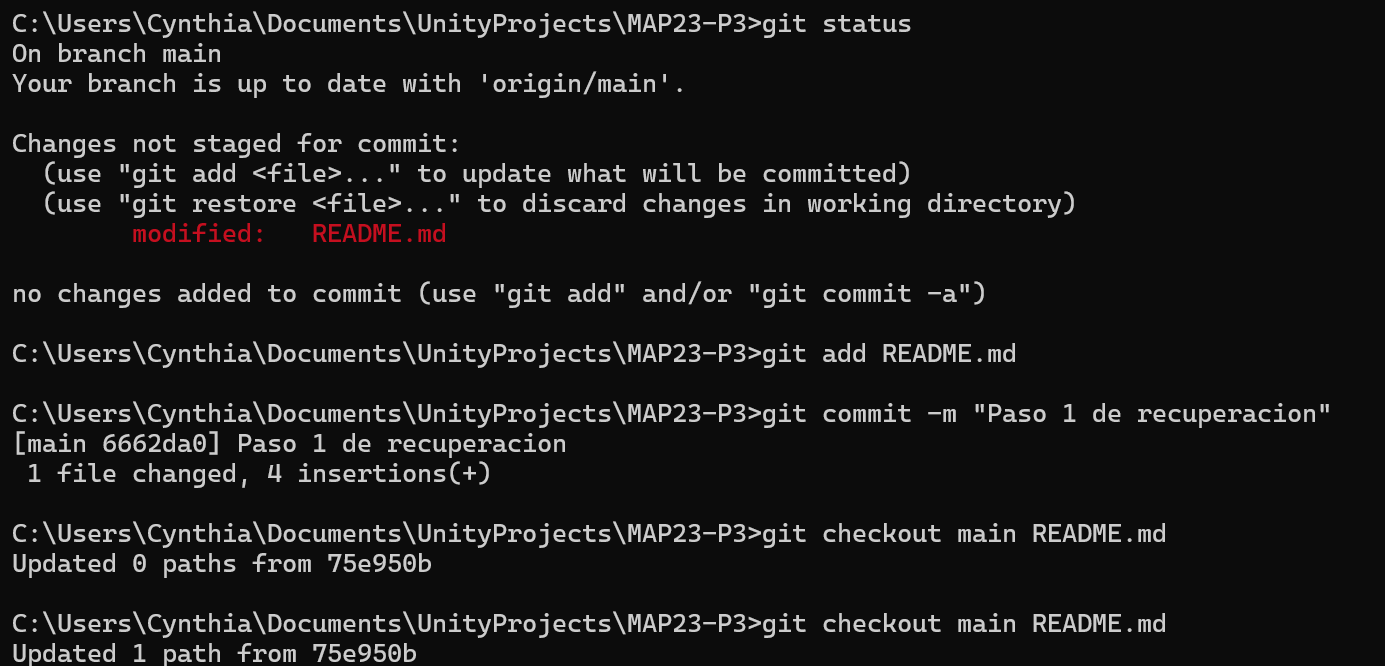 C:\Users\Cynthia\Documents\UnityProjects\MAP23-P3>git status
On branch main
Your branch is up to date with 'origin/main'.
Changes not staged for commit:
(use "git add <file>..." to update what will be committed)
(use "git restore <file>..." to discard changes in working directory)
modified: README.md
no changes added to commit (use "git add" and/or "git commit -a")
C:\Users\Cynthia\Documents\UnityProjects\MAP23-P3>git add README.md
C:\Users\Cynthia\Documents\UnityProjects\MAP23-P3>git commit -m "Paso 1 de recuperacion"
[main 6662da0] Paso 1 de recuperacion
1 file changed, 4 insertions(+)
C:\Users\Cynthia\Documents\UnityProjects\MAP23-P3>git checkout main README.md
Updated 0 paths from 75e950b
C:\Users\Cynthia\Documents\UnityProjects\MAP23-P3>git checkout main README.md
Updated 1 path from 75e950b